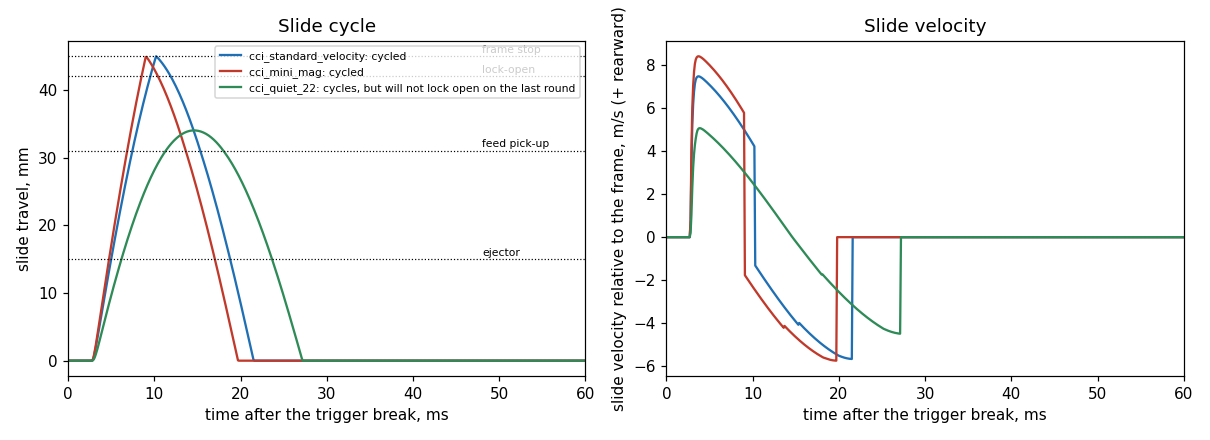 Slide cycle
frame stop
lock-open
cci_standard_velocity: cycled
cci_mini_mag: cycled
cci_quiet_22: cycles, but will not lock open on the last round
feed pick-up
ejector
slide travel, mm
40
30
20
10
0
0 10 20 30 40 50 60
time after the trigger break, ms
Slide velocity
slide velocity relative to the frame, m/s (+ rearward)
8
6
4
2
0
−2
−4
−6
0 10 20 30 40 50 60
time after the trigger break, ms